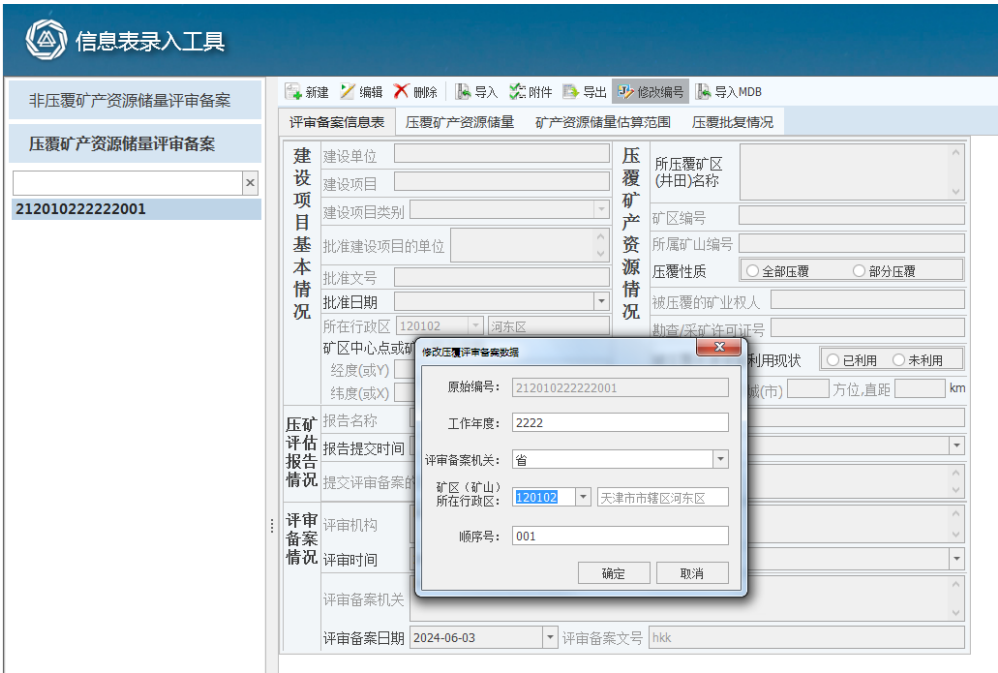 信息表录入工具
非压覆矿产资源储量评审备案
压覆矿产资源储量评审备案
212010222222001
新建 编辑 删除 导入 附件 导出 修改编号 导入MDB
评审备案信息表 压覆矿产资源储量 矿产资源储量估算范围 压覆批复情况
建设项目基本情况
建设单位
建设项目
建设项目类别
批准建设项目的单位
批准文号
批准日期
所在行政区 120102 河东区
矿区中心点或矿
经度(或Y)
纬度(或X)
压覆矿产资源情况
所压覆矿区
(井田)名称
矿区编号
所属矿山编号
压覆性质 全部压覆 部分压覆
被压覆的矿业权人
勘查/采矿许可证号
利用现状 已利用 未利用
城(市) 方位,直距 km
压矿评估报告情况
报告名称
报告提交时间
提交评审备案的
评审备案情况
评审机构
评审时间
评审备案机关
评审备案日期 2024-06-03 评审备案文号 hkk
修改压覆评审备案数据
原始编号: 212010222222001
工作年度: 2222
评审备案机关: 省
矿区（矿山）
所在行政区: 120102 天津市市辖区河东区
顺序号: 001
确定 取消